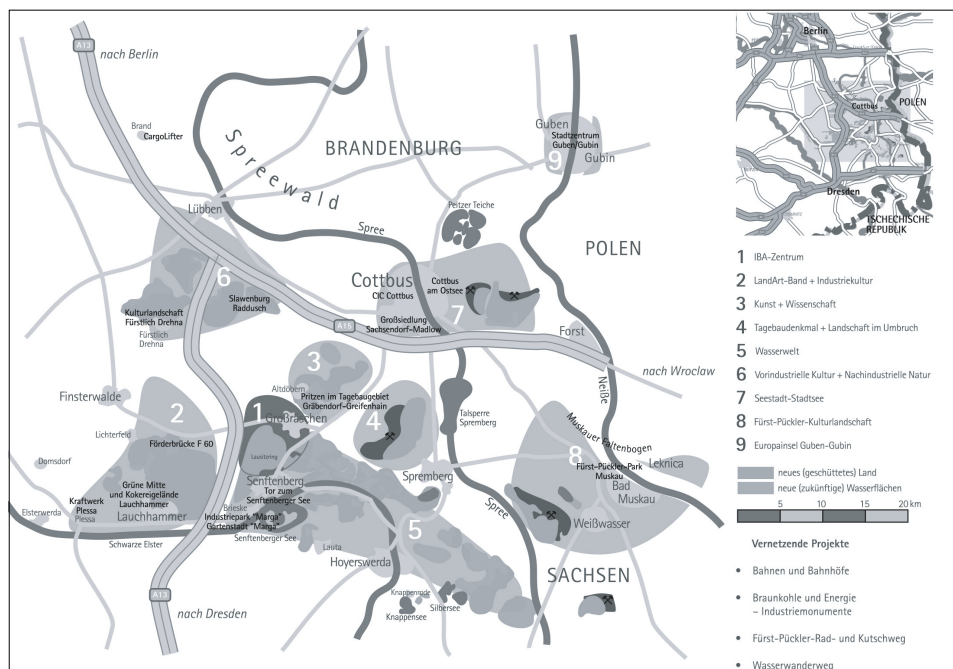 A13
nach Berlin
Brand
CargoLifter
BRANDENBURG
Spreewald
Lübben
Spree
Guben
Stadtzentrum
Guben/Gubin
9
Gubin
Peitzer Teiche
POLEN
6
Slawenburg
Raddusch
Kulturlandschaft
Fürstlich Drehna
Fürstlich
Drehna
Cottbus
CIC Cottbus
Cottbus
am Ostsee
7
Großsiedlung
Sachsendorf-Madlow
A15
Forst
nach Wroclaw
Neiße
Finsterwalde
2
Lichterfeld
Förderbrücke F 60
3
Altdöbern
Pritzen im Tagebaugebiet
Gräbendorf-Greifenhain
1
Großräschen
Lausitzring
4
Talsperre
Spremberg
Muskauer Faltenbogen
8
Fürst-Pückler-Park
Muskau
Bad
Muskau
Leknica
Domsdorf
Grüne Mitte
und Kokereigelände
Lauchhammer
Lauchhammer
Kraftwerk
Plessa
Plessa
Elsterwerda
Schwarze Elster
Senftenberg
Tor zum
Senftenberger See
Brieske
Industriepark "Marga"
Gartenstadt "Marga"
Senftenberger See
Spremberg
5
Spree
Weißwasser
Lauta
Hoyerswerda
SACHSEN
Knappenrode
Knappensee
Silbersee
A13
nach Dresden
Berlin
Cottbus
POLEN
Dresden
TSCHECHISCHE
REPUBLIK
1 IBA-Zentrum
2 LandArt-Band + Industriekultur
3 Kunst + Wissenschaft
4 Tagebaudenkmal + Landschaft im Umbruch
5 Wasserwelt
6 Vorindustrielle Kultur + Nachindustrielle Natur
7 Seestadt-Stadtsee
8 Fürst-Pückler-Kulturlandschaft
9 Europainsel Guben-Gubin
neues (geschüttetes) Land
neue (zukünftige) Wasserflächen
5 10 15 20 km
Vernetzende Projekte
• Bahnen und Bahnhöfe
• Braunkohle und Energie
– Industriemonumente
• Fürst-Pückler-Rad- und Kutschweg
• Wasserwanderweg